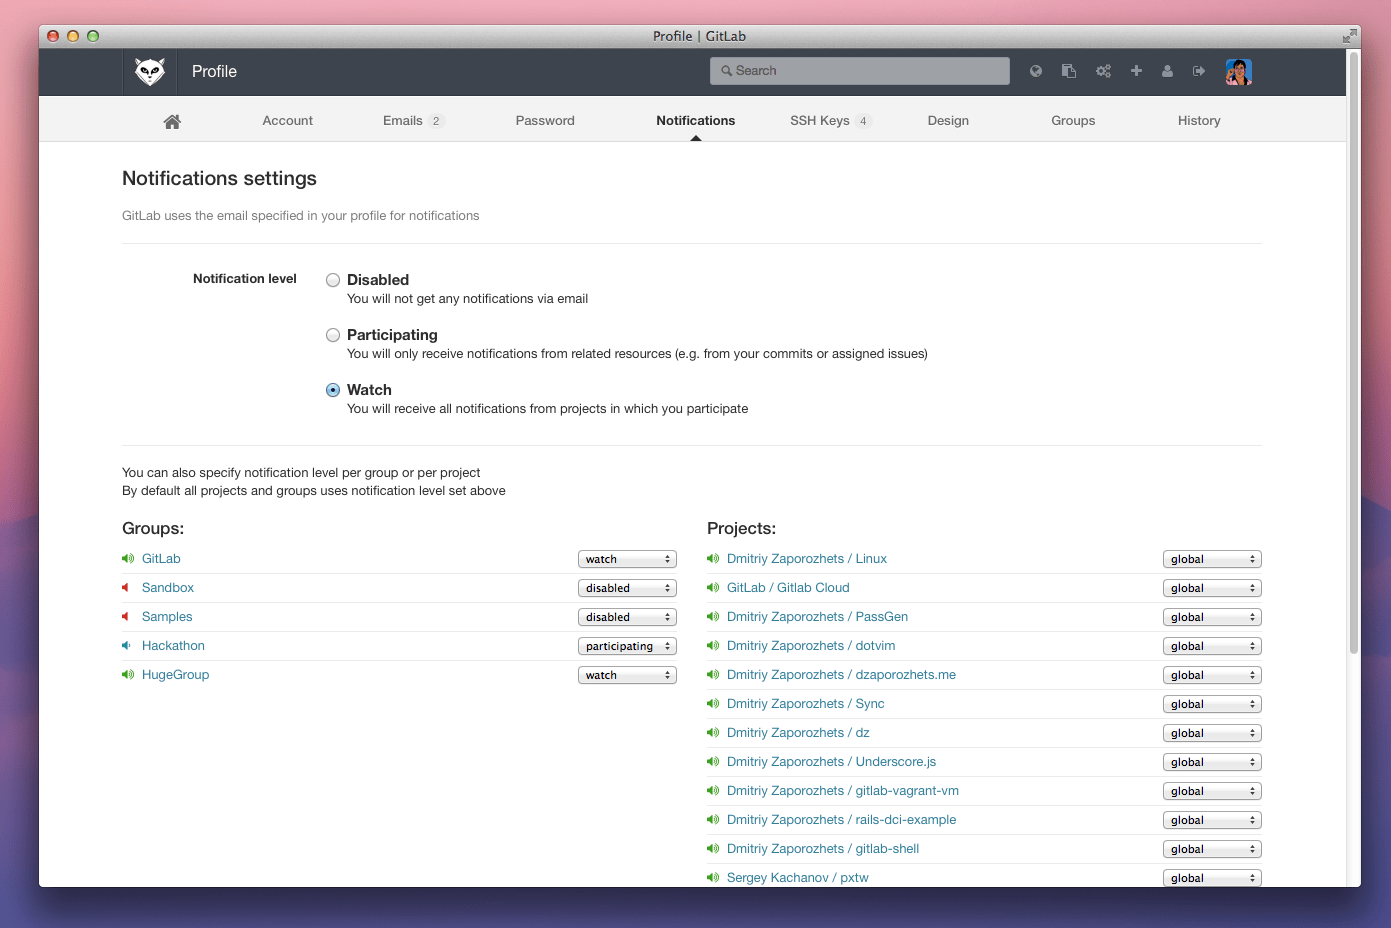 Profile | GitLab
Profile
Search
Account
Emails 2
Password
Notifications
SSH Keys 4
Design
Groups
History
Notifications settings
GitLab uses the email specified in your profile for notifications
Notification level
Disabled
You will not get any notifications via email
Participating
You will only receive notifications from related resources (e.g. from your commits or assigned issues)
Watch
You will receive all notifications from projects in which you participate
You can also specify notification level per group or per project
By default all projects and groups uses notification level set above
Groups:
GitLab watch
Sandbox disabled
Samples disabled
Hackathon participating
HugeGroup watch
Projects:
Dmitriy Zaporozhets / Linux global
GitLab / Gitlab Cloud global
Dmitriy Zaporozhets / PassGen global
Dmitriy Zaporozhets / dotvim global
Dmitriy Zaporozhets / dzaporozhets.me global
Dmitriy Zaporozhets / Sync global
Dmitriy Zaporozhets / dz global
Dmitriy Zaporozhets / Underscore.js global
Dmitriy Zaporozhets / gitlab-vagrant-vm global
Dmitriy Zaporozhets / rails-dci-example global
Dmitriy Zaporozhets / gitlab-shell global
Sergey Kachanov / pxtw global